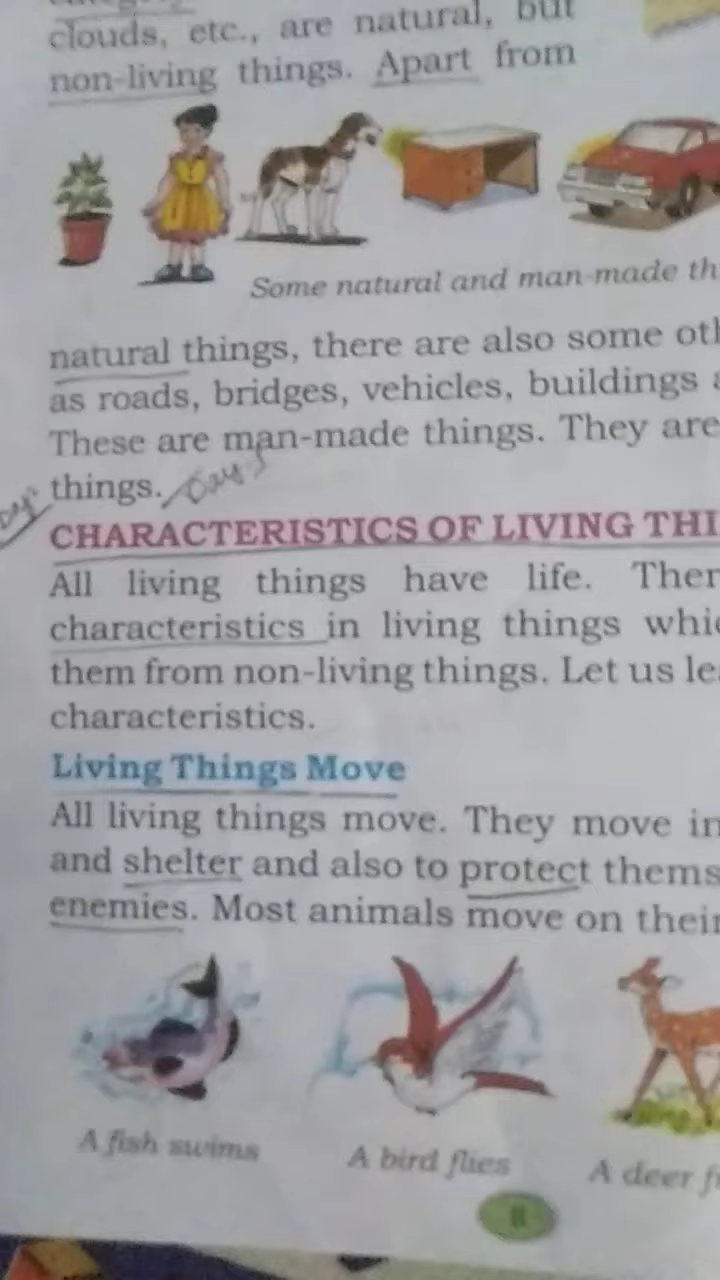 clouds, etc., are natural, but
non-living things. Apart from
Some natural and man-made th
natural things, there are also some
as roads, bridges, vehicles, buildings
These are man-made things. They are
things. Day
CHARACTERISTICS OF LIVING THI
All living things have life. Ther
characteristics in living things whic
them from non-living things. Let us le
characteristics.
Living Things Move
All living things move. They move in
and shelter and also to protect thems
enemies. Most animals move on their
A fish swims
A bird flies
A deer